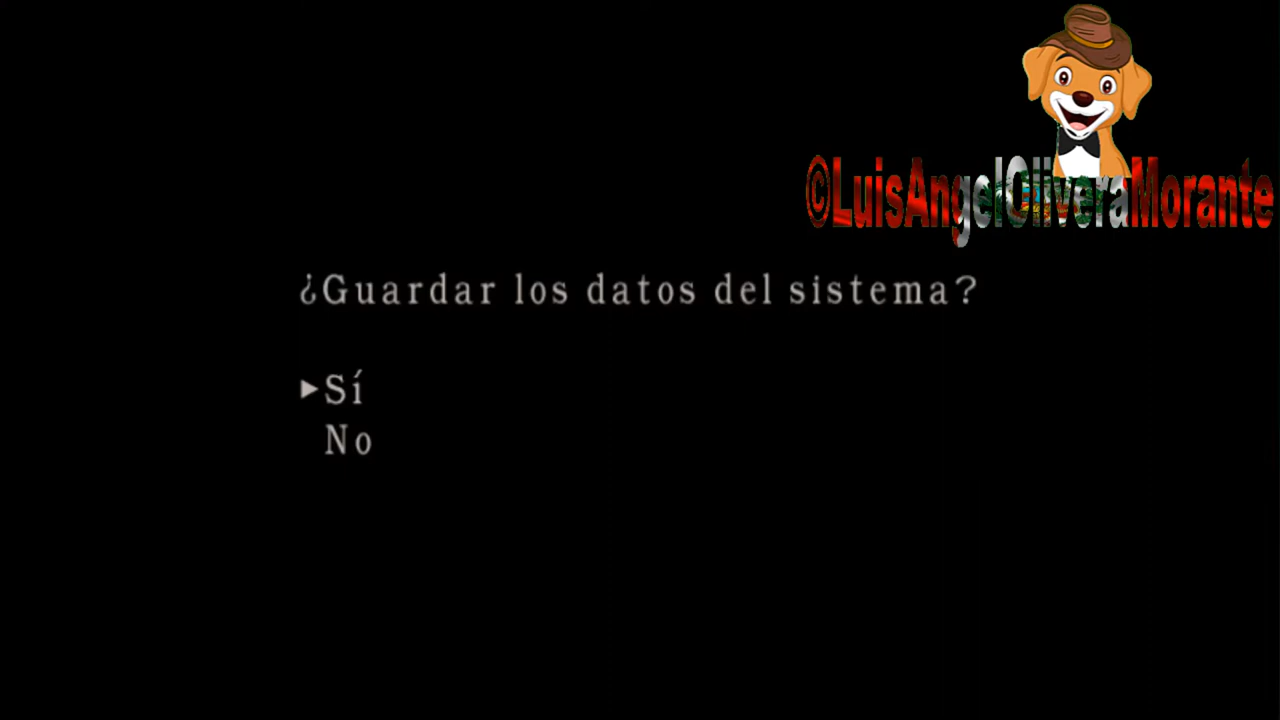 ©LuisAngelOliveraMorante
¿Guardar los datos del sistema?
►Sí
No